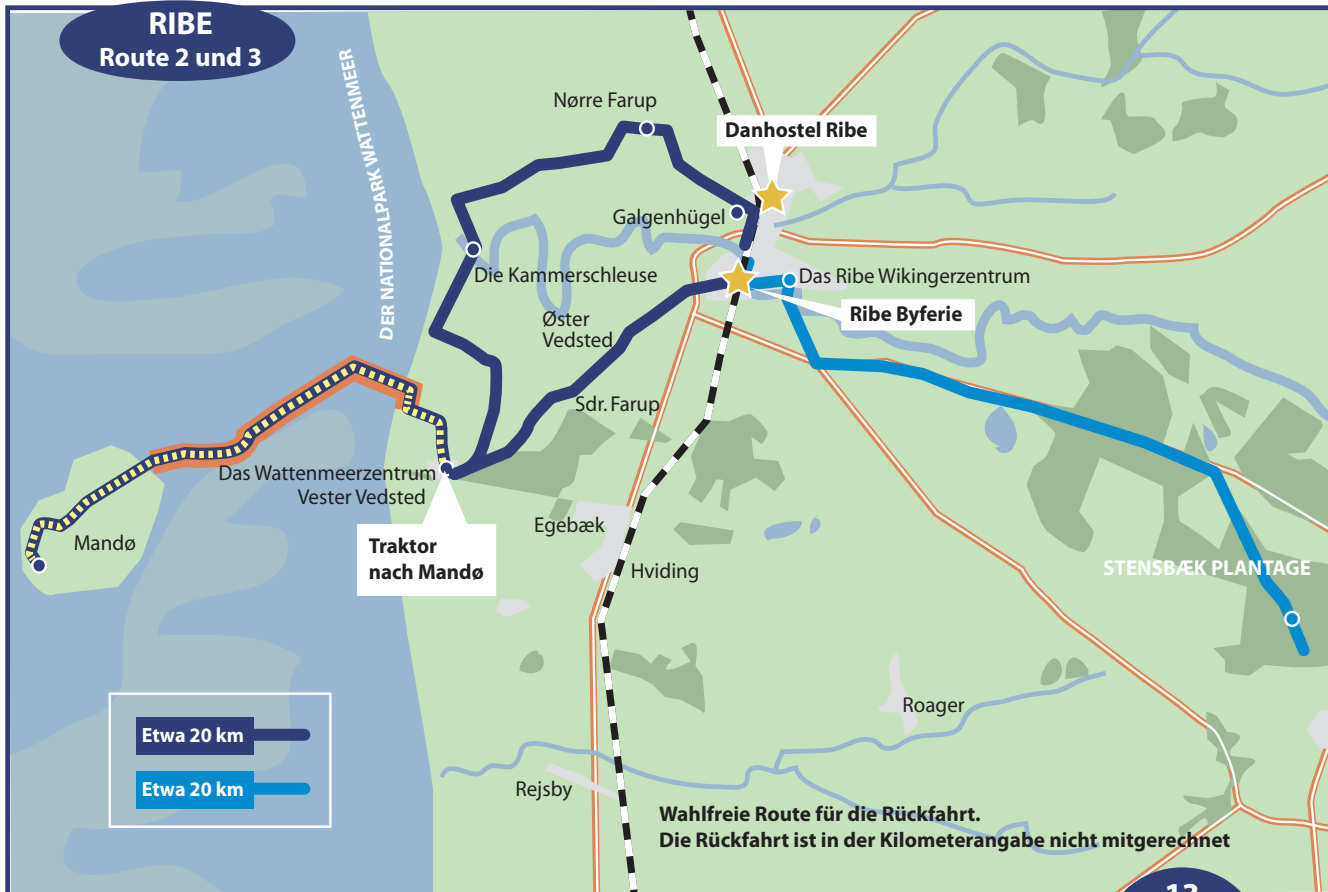 RIBE
Route 2 und 3
DER NATIONALPARK WATTENMEER
Nørre Farup
Danhostel Ribe
Galgenhügel
Die Kammerschleuse
Das Ribe Wikingerzentrum
Ribe Byferie
Øster
Vedsted
Sdr. Farup
Das Wattenmeerzentrum
Vester Vedsted
Mandø
Traktor
nach Mandø
Egebæk
Hviding
STENSBÆK PLANTAGE
Roager
Rejsby
Etwa 20 km
Etwa 20 km
Wahlfreie Route für die Rückfahrt.
Die Rückfahrt ist in der Kilometerangabe nicht mitgerechnet
13